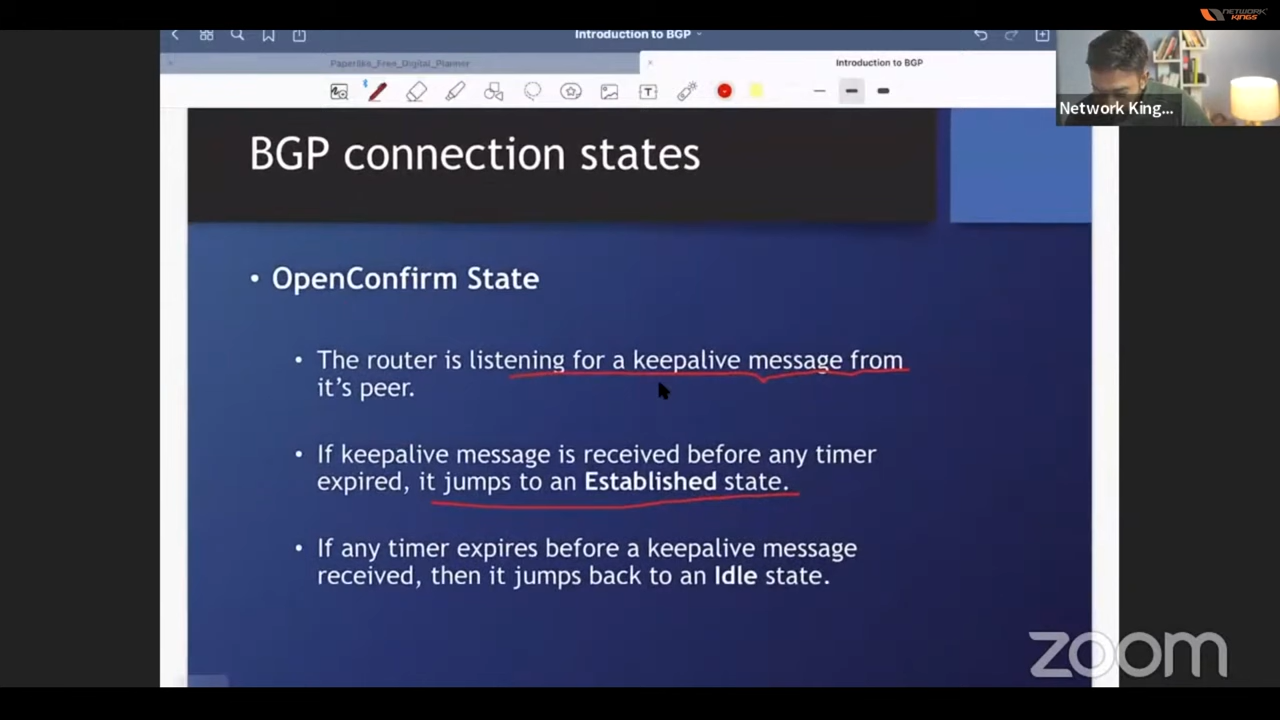 NETWORK
KINGS
Introduction to BGP
Introduction to BGP
Network King...
BGP connection states
• OpenConfirm State
• The router is listening for a keepalive message from
it's peer.
• If keepalive message is received before any timer
expired, it jumps to an Established state.
• If any timer expires before a keepalive message
received, then it jumps back to an Idle state.
zoom